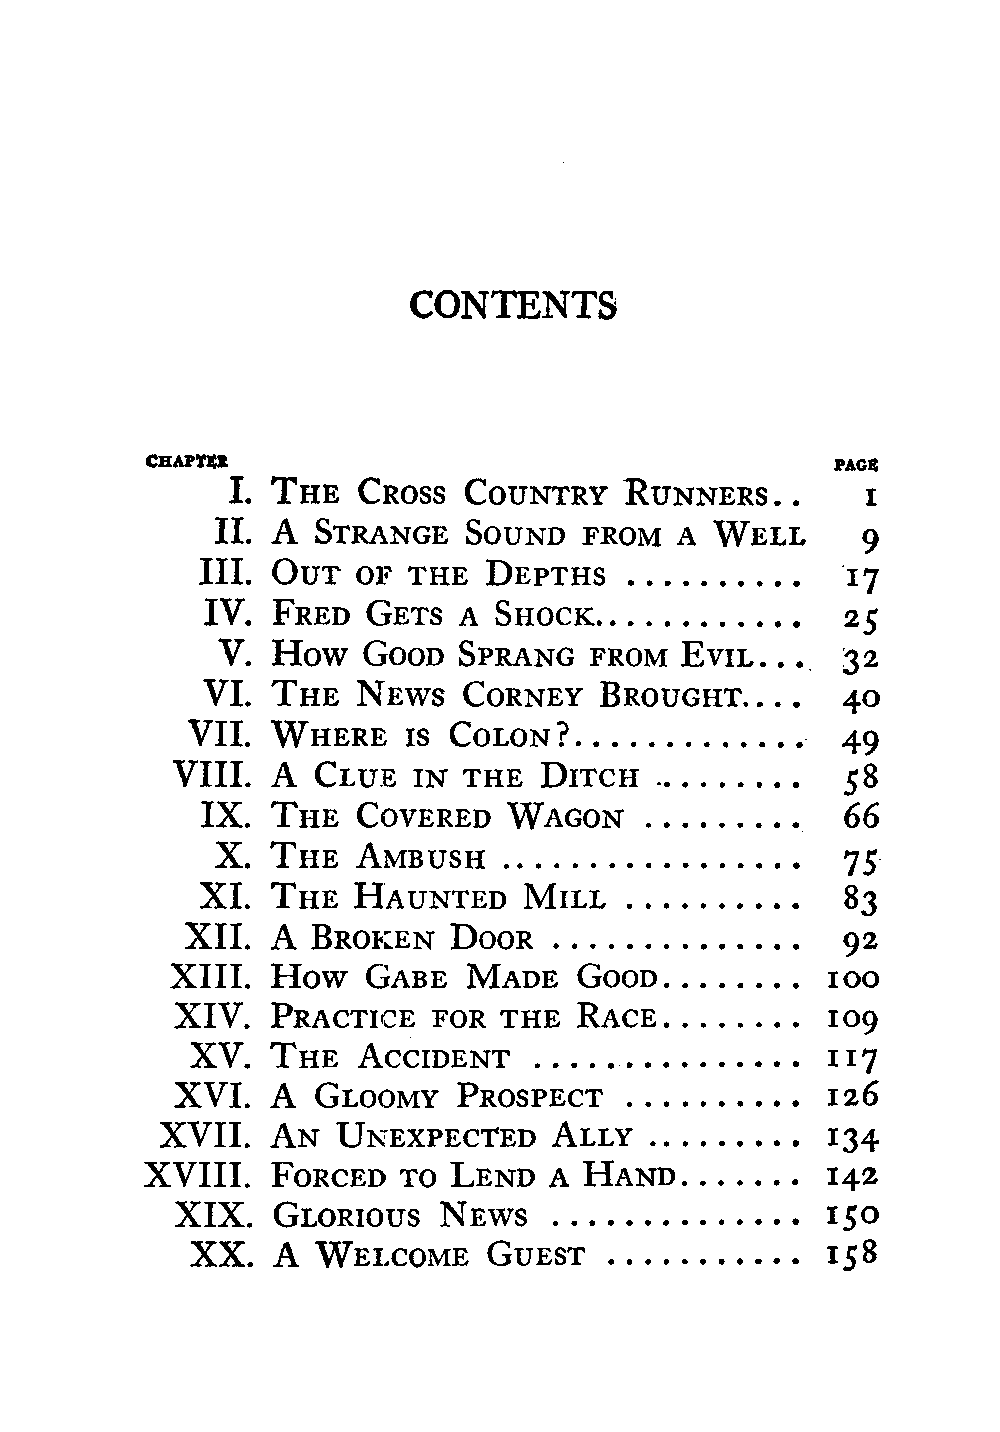 CONTENTS
CHAPTER PAGE
I. THE CROSS COUNTRY RUNNERS.. 1
II. A STRANGE SOUND FROM A WELL 9
III. OUT OF THE DEPTHS .......... 17
IV. FRED GETS A SHOCK............ 25
V. HOW GOOD SPRANG FROM EVIL.... 32
VI. THE NEWS CORNEY BROUGHT.... 40
VII. WHERE IS COLON?............. 49
VIII. A CLUE IN THE DITCH ......... 58
IX. THE COVERED WAGON ......... 66
X. THE AMBUSH ................. 75
XI. THE HAUNTED MILL .......... 83
XII. A BROKEN DOOR .............. 92
XIII. HOW GABE MADE GOOD........ 100
XIV. PRACTICE FOR THE RACE........ 109
XV. THE ACCIDENT ............... 117
XVI. A GLOOMY PROSPECT .......... 126
XVII. AN UNEXPECTED ALLY ......... 134
XVIII. FORCED TO LEND A HAND....... 142
XIX. GLORIOUS NEWS .............. 150
XX. A WELCOME GUEST ........... 158